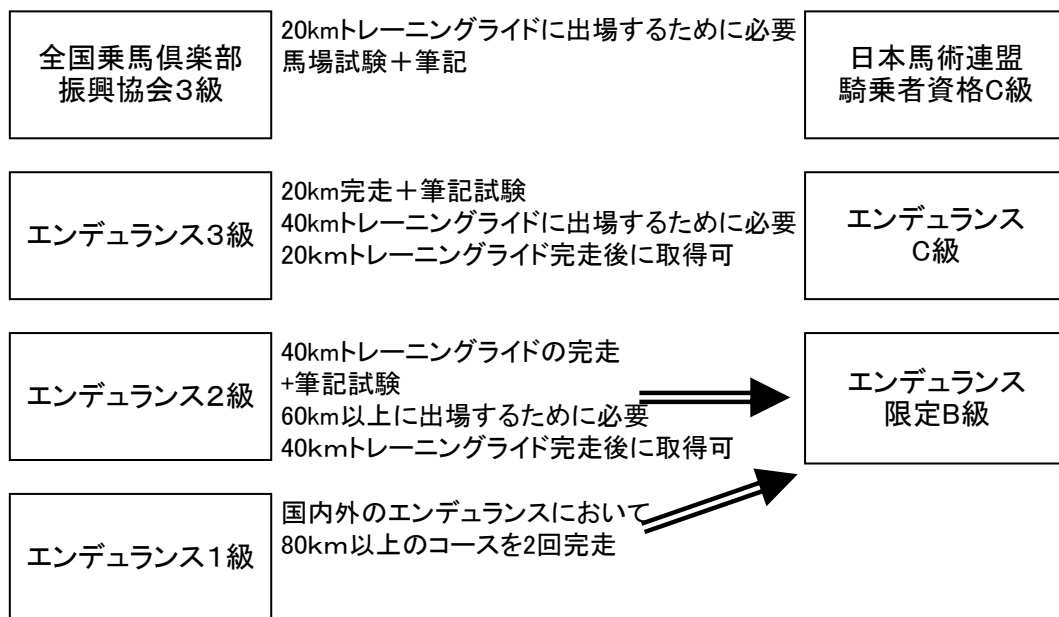 全国乗馬倶楽部
振興協会3級
20kmトレーニングライドに出場するために必要
馬場試験＋筆記
日本馬術連盟
騎乗者資格C級
エンデュランス3級
20km完走＋筆記試験
40kmトレーニングライドに出場するために必要
20kmトレーニングライド完走後に取得可
エンデュランス
C級
エンデュランス2級
40kmトレーニングライドの完走
+筆記試験
60km以上に出場するために必要
40kmトレーニングライド完走後に取得可
エンデュランス
限定B級
エンデュランス1級
国内外のエンデュランスにおいて
80km以上のコースを2回完走